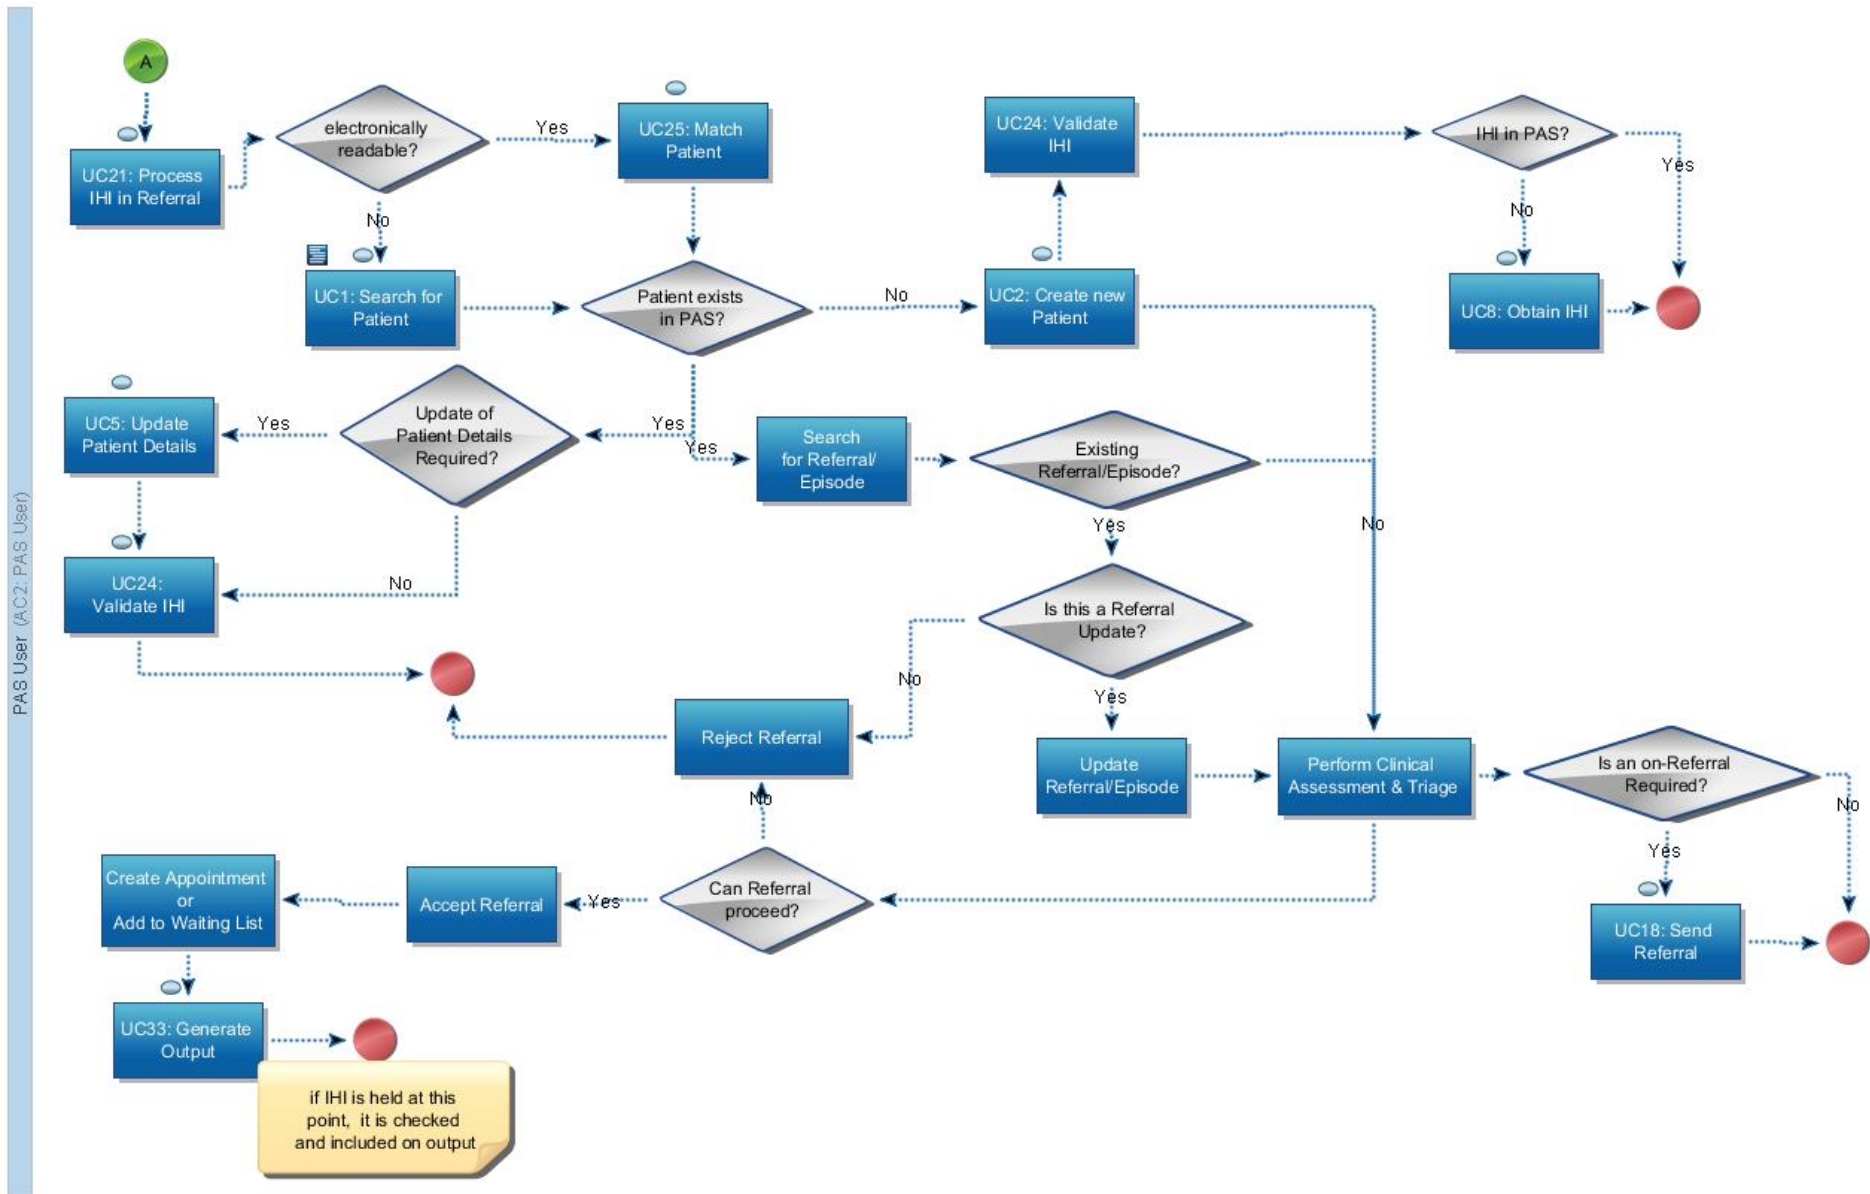 PAS User (AC2: PAS User)
A
UC21: Process
IHI in Referral
electronically
readable?
Yes
No
UC25: Match
Patient
UC1: Search for
Patient
Patient exists
in PAS?
No
UC2: Create new
Patient
UC24: Validate
IHI
IHI in PAS?
Yes
No
UC8: Obtain IHI
Yes
Yes
Update of
Patient Details
Required?
Yes
No
UC5: Update
Patient Details
UC24:
Validate IHI
Search
for Referral/
Episode
Existing
Referral/Episode?
Yes
No
Is this a Referral
Update?
No
Yes
Reject Referral
Update
Referral/Episode
Perform Clinical
Assessment & Triage
Is an on-Referral
Required?
No
Yes
UC18: Send
Referral
Can Referral
proceed?
No
Yes
Accept Referral
Create Appointment
or
Add to Waiting List
UC33: Generate
Output
if IHI is held at this
point, it is checked
and included on output